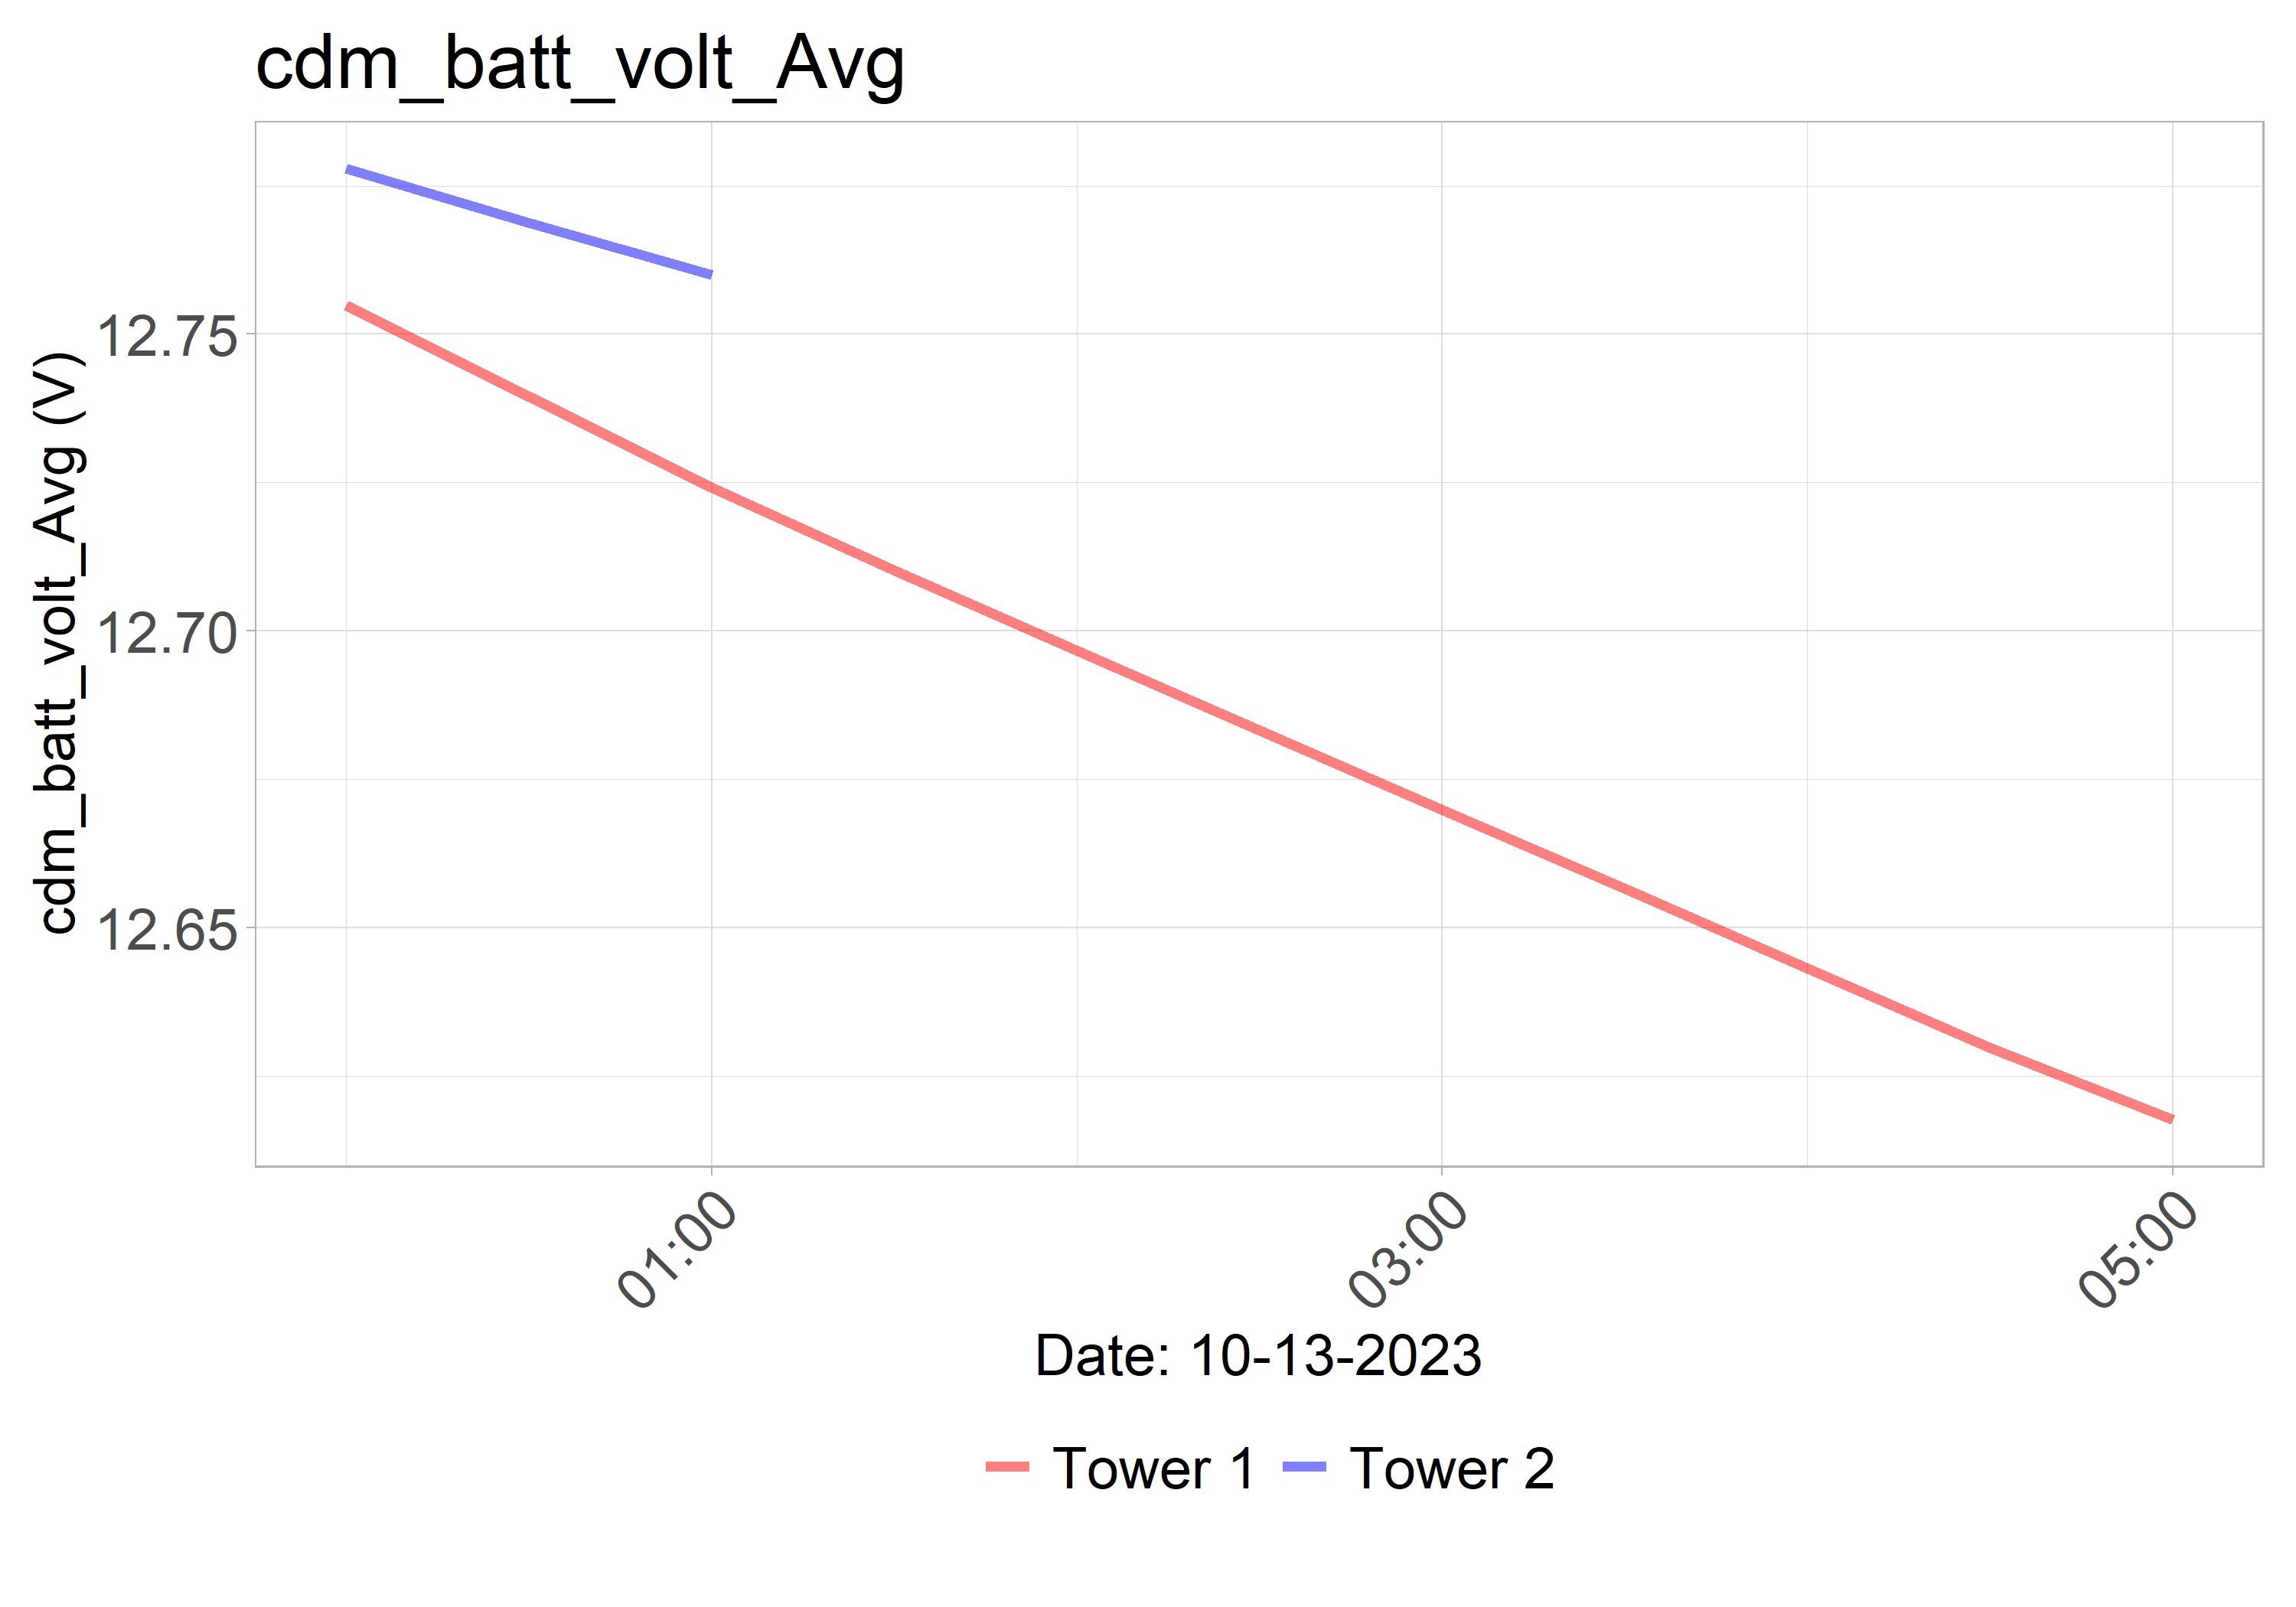 cdm_batt_volt_Avg
cdm_batt_volt_Avg (V)
12.75
12.70
12.65
01:00
03:00
05:00
Date: 10-13-2023
Tower 1
Tower 2